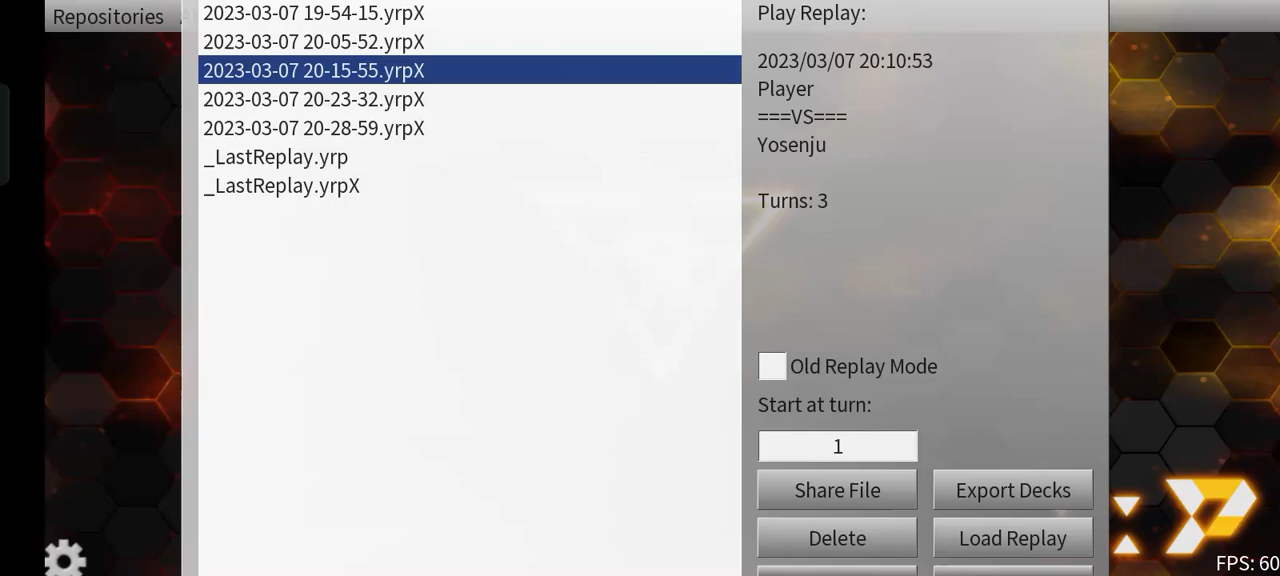 Repositories
2023-03-07 19-54-15.yrpX
2023-03-07 20-05-52.yrpX
2023-03-07 20-15-55.yrpX
2023-03-07 20-23-32.yrpX
2023-03-07 20-28-59.yrpX
_LastReplay.yrp
_LastReplay.yrpX
Play Replay:
2023/03/07 20:10:53
Player
===VS===
Yosenju
Turns: 3
Old Replay Mode
Start at turn:
1
Share File
Export Decks
Delete
Load Replay
FPS: 60